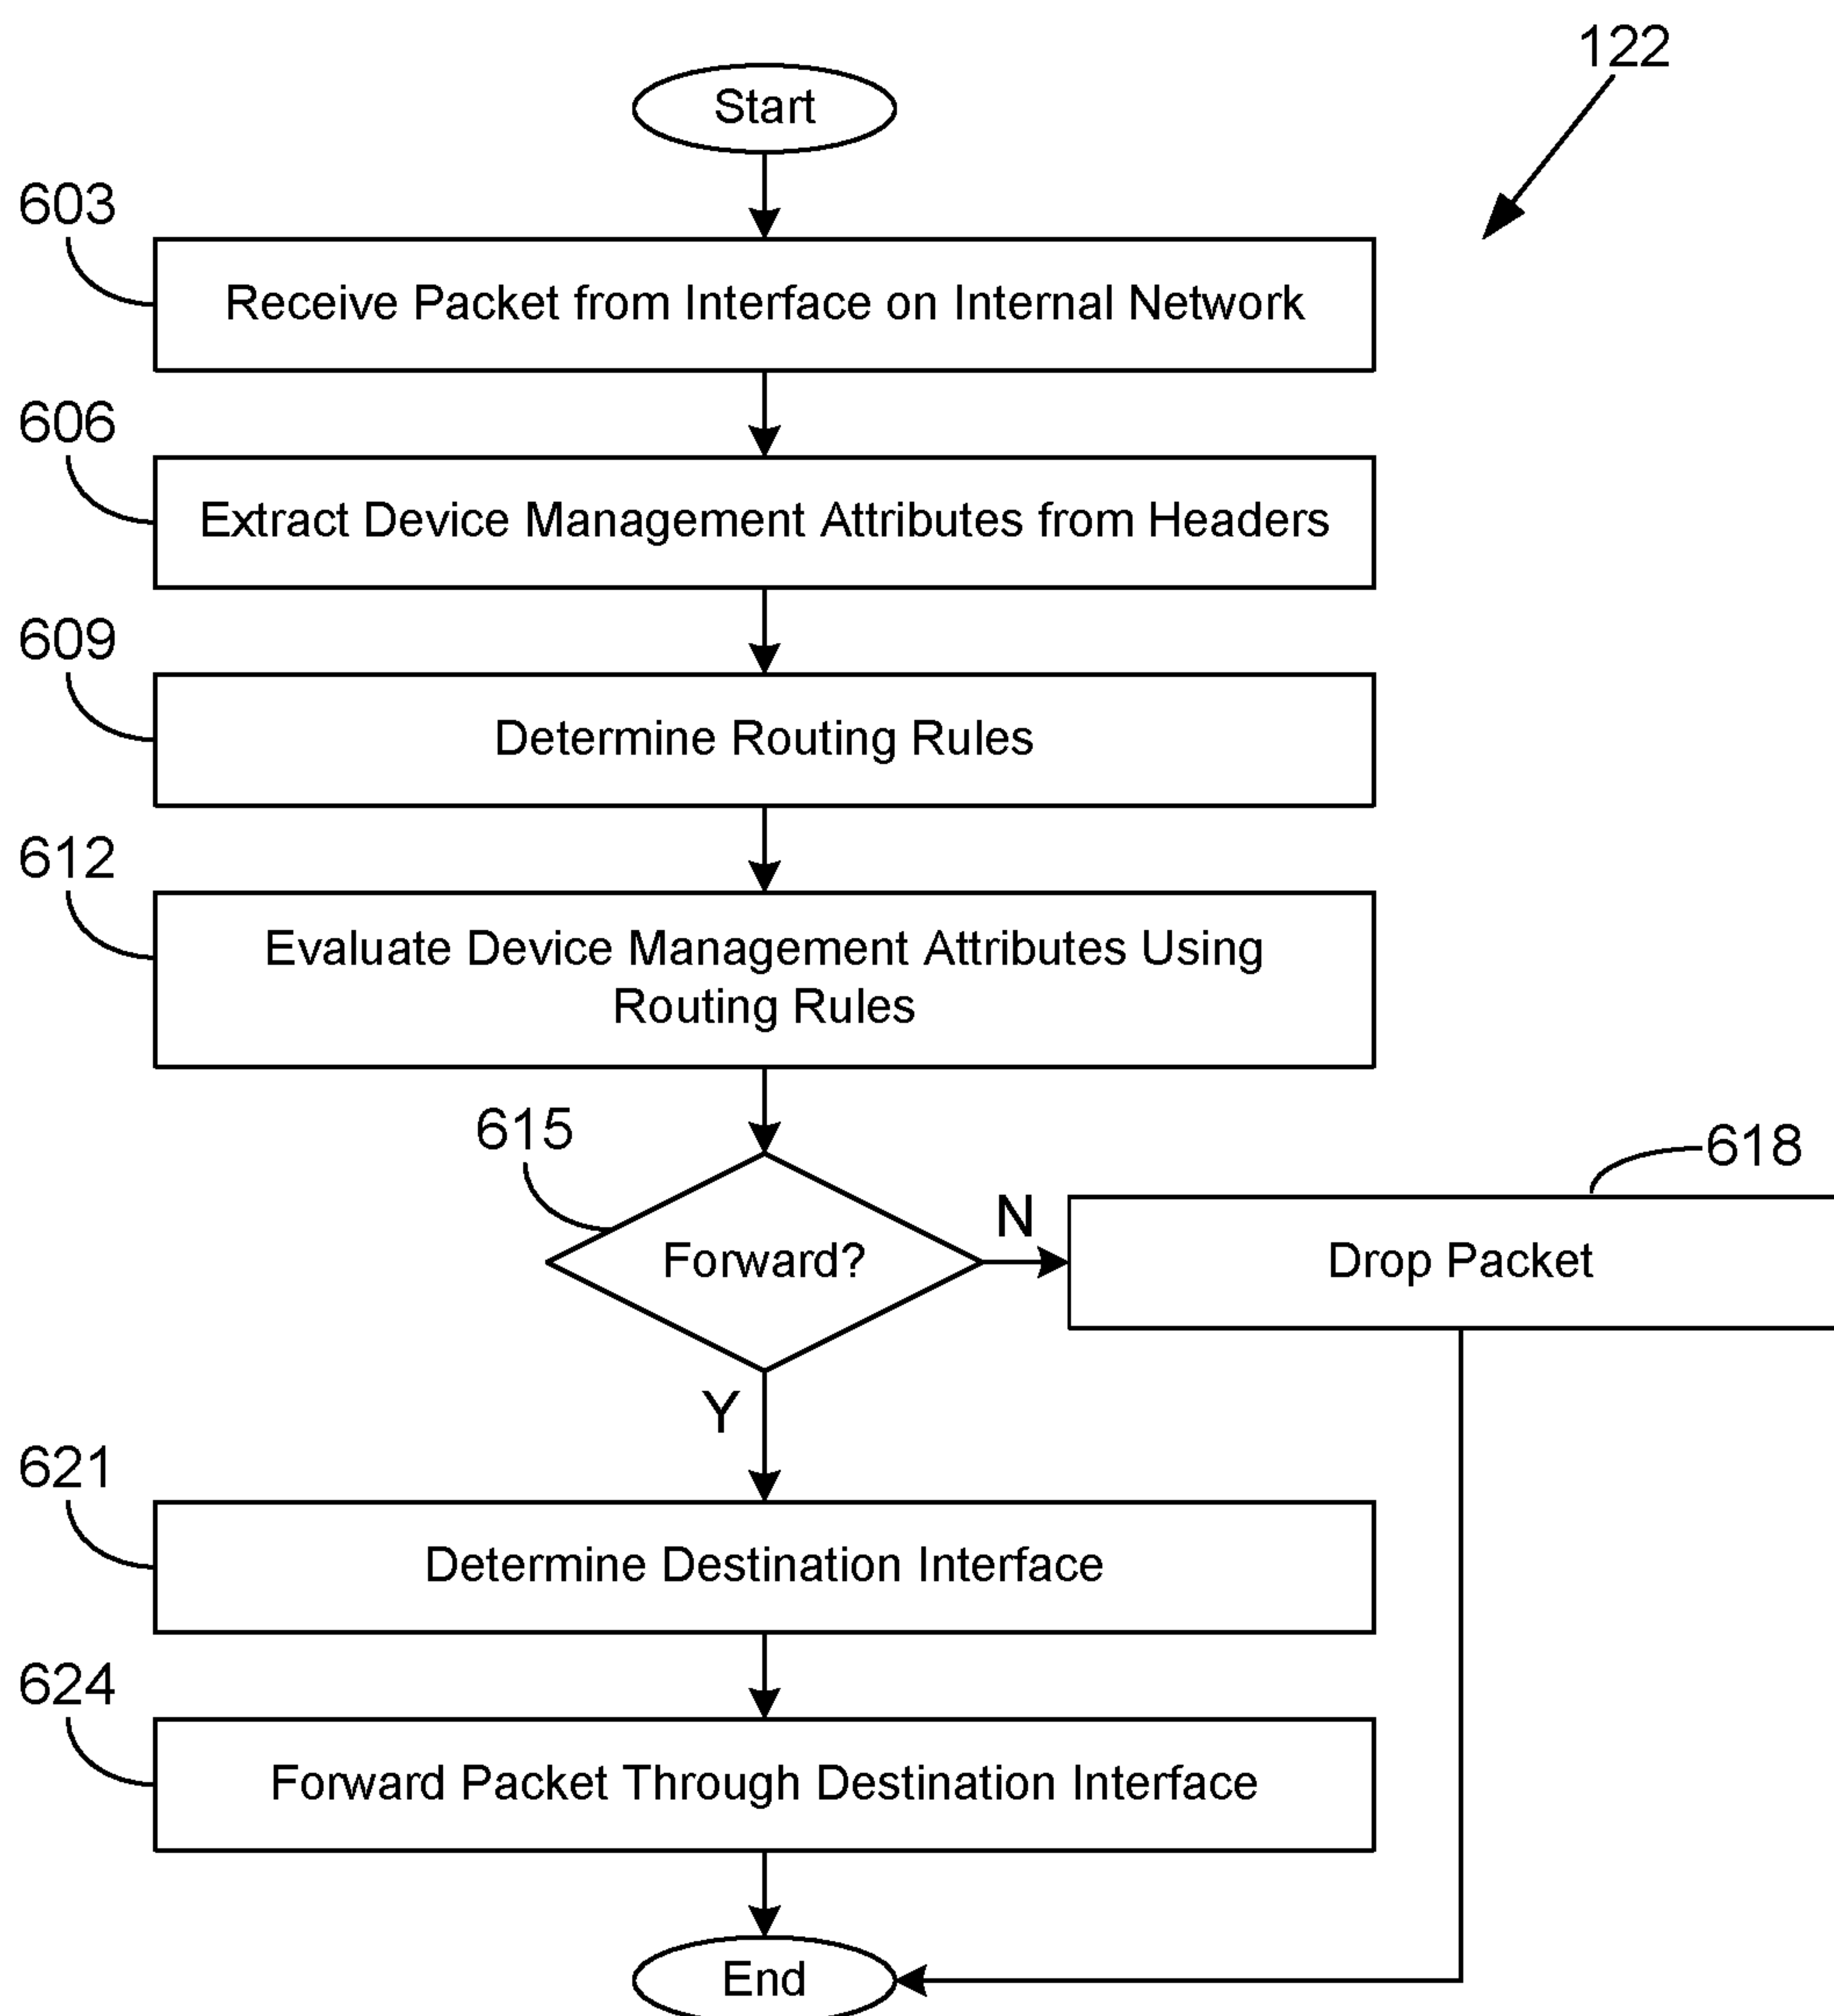 122
Start
603
Receive Packet from Interface on Internal Network
606
Extract Device Management Attributes from Headers
609
Determine Routing Rules
612
Evaluate Device Management Attributes Using
Routing Rules
615
618
Forward?
N
Drop Packet
Y
621
Determine Destination Interface
624
Forward Packet Through Destination Interface
End